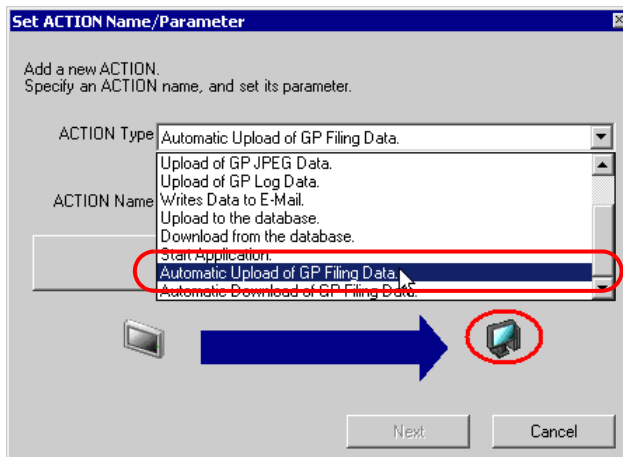 Set ACTION Name/Parameter
Add a new ACTION.
Specify an ACTION name, and set its parameter.
ACTION Type
Automatic Upload of GP Filing Data.
Upload of GP JPEG Data.
Upload of GP Log Data.
ACTION Name
Writes Data to E-Mail.
Upload to the database.
Download from the database.
Start Application.
Automatic Upload of GP Filing Data.
Automatic Download of GP Filing Data.
Next
Cancel